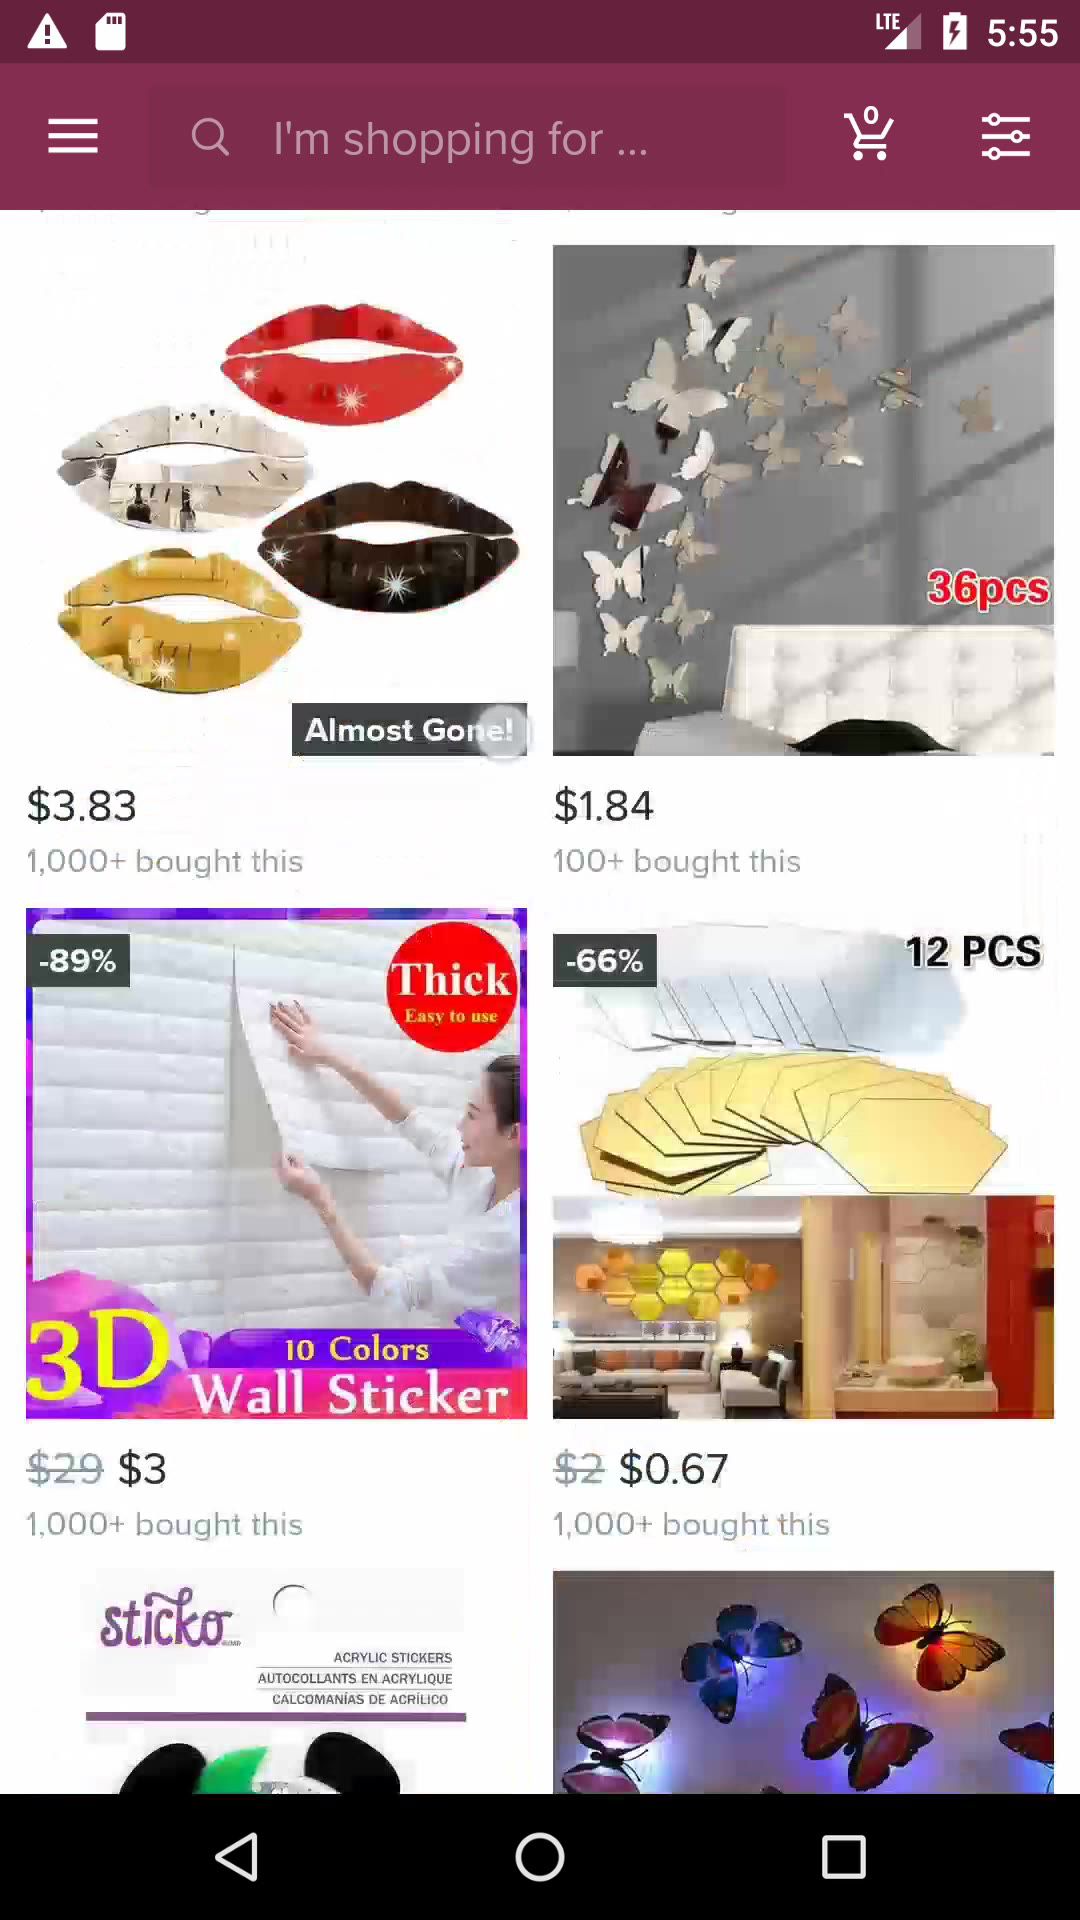 LTE
5:55
I'm shopping for ...
0
36pcs
Almost Gone!
$3.83
$1.84
1,000+ bought this
100+ bought this
-89%
Thick
Easy to use
3D
10 Colors
Wall Sticker
-66%
12 PCS
$29 $3
$2 $0.67
1,000+ bought this
1,000+ bought this
sticko
ACRYLIC STICKERS
AUTOCOLLANTS EN ACRYLIQUE
CALCOMANÍAS DE ACRÍLICO